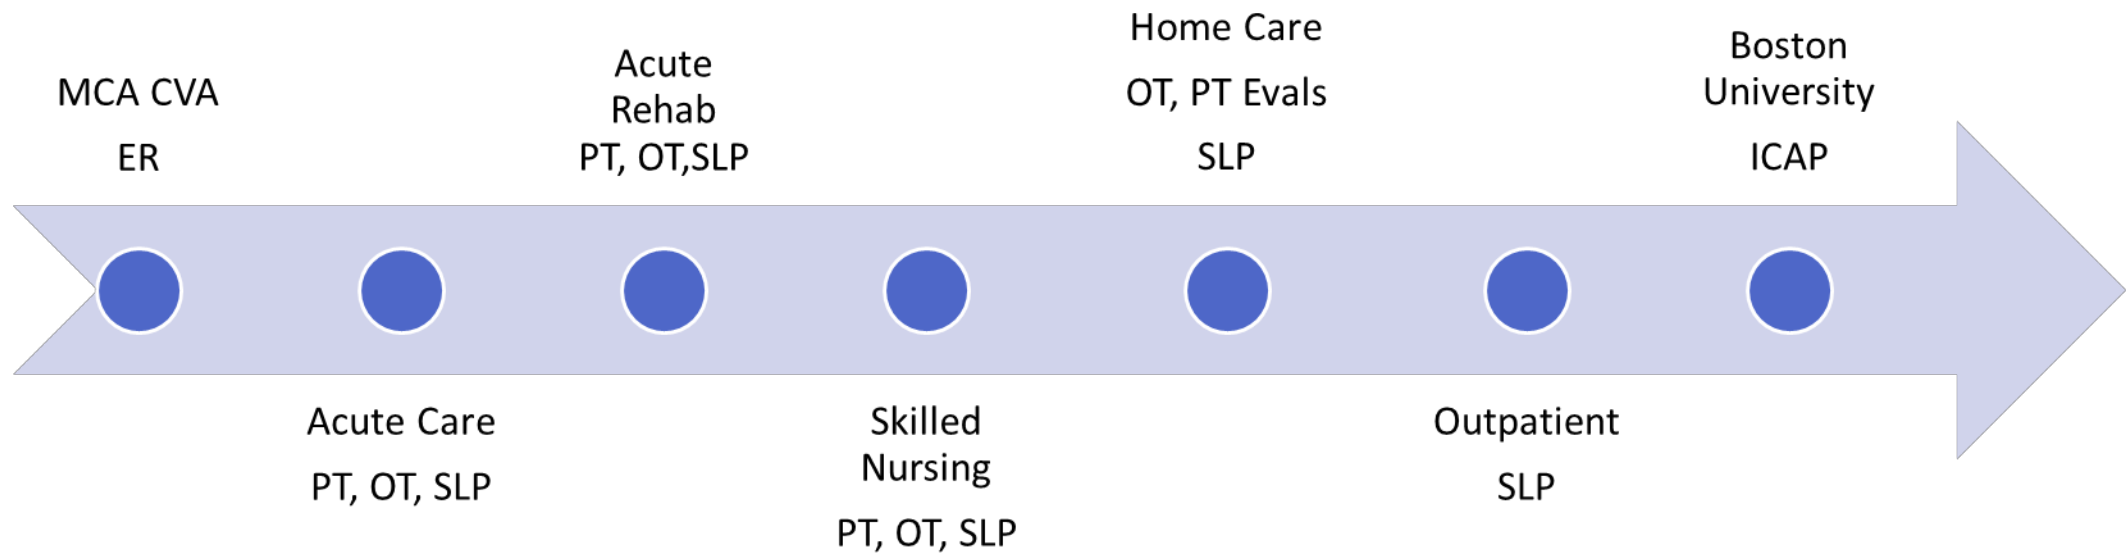 MCA CVA
ER
Acute Care
PT, OT, SLP
Acute
Rehab
PT, OT,SLP
Skilled
Nursing
PT, OT, SLP
Home Care
OT, PT Evals
SLP
Outpatient
SLP
Boston
University
ICAP